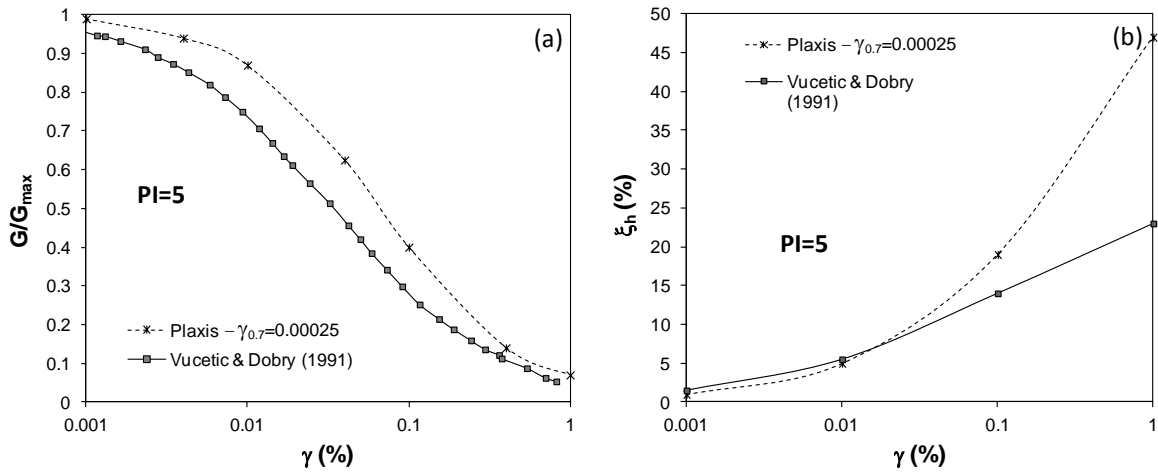 (a)
G/Gmax
1
0.9
0.8
0.7
0.6
0.5
0.4
0.3
0.2
0.1
0
PI=5
Plaxis – γ0.7=0.00025
Vucetic & Dobry (1991)
0.001
0.01
0.1
1
γ (%)
(b)
ξh (%)
50
45
40
35
30
25
20
15
10
5
0
Plaxis – γ0.7=0.00025
Vucetic & Dobry
(1991)
PI=5
0.001
0.01
0.1
1
γ (%)